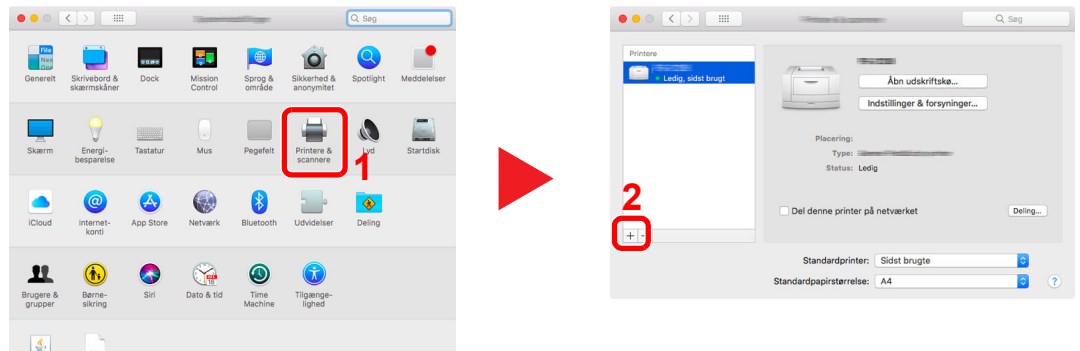 Søg
File
New
Ope
Generelt
Skrivebord &
skærmskåner
Dock
Mission
Control
Sprog &
område
Sikkerhed &
anonymitet
Spotlight
Meddelelser
Skærm
Energi-
besparelse
Tastatur
Mus
Pegefelt
Printere &
scannere
Lyd
Startdisk
1
iCloud
Internet-
konti
App Store
Netværk
Bluetooth
Udvidelser
Deling
Brugere &
grupper
Børne-
sikring
Siri
Dato & tid
Time
Machine
Tilgænge-
lighed
Søg
Printere
Ledig, sidst brugt
Åbn udskriftskø...
Indstillinger & forsyninger...
Placering:
Type:
Status: Ledig
2
+ -
Del denne printer på netværket
Deling...
Standardprinter: Sidst brugte
Standardpapirstørrelse: A4
?